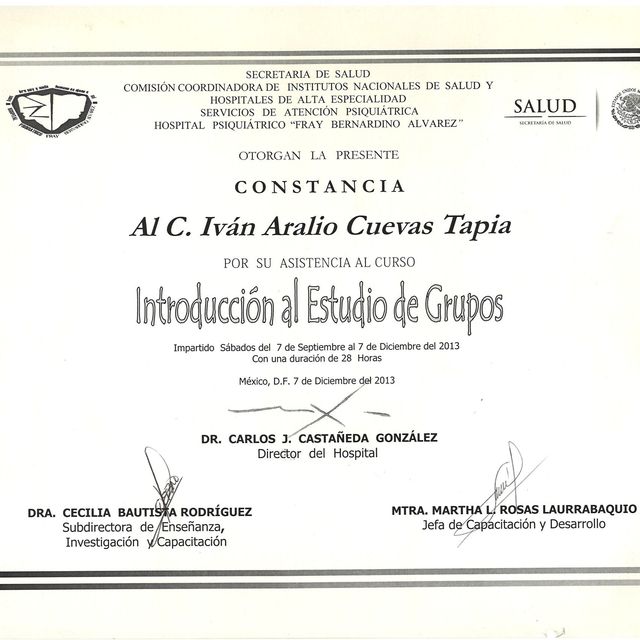 SECRETARIA DE SALUD
COMISIÓN COORDINADORA DE INSTITUTOS NACIONALES DE SALUD Y
HOSPITALES DE ALTA ESPECIALIDAD
SERVICIOS DE ATENCIÓN PSIQUIÁTRICA
HOSPITAL PSIQUIÁTRICO "FRAY BERNARDINO ALVAREZ"
SALUD
SECRETARÍA DE SALUD
OTORGAN LA PRESENTE
CONSTANCIA
Al C. Iván Aralio Cuevas Tapia
POR SU ASISTENCIA AL CURSO
Introducción al Estudio de Grupos
Impartido Sábados del 7 de Septiembre al 7 de Diciembre del 2013
Con una duración de 28 Horas
México, D.F. 7 de Diciembre del 2013
DR. CARLOS J. CASTAÑEDA GONZÁLEZ
Director del Hospital
DRA. CECILIA BAUTISTA RODRÍGUEZ
Subdirectora de Enseñanza,
Investigación y Capacitación
MTRA. MARTHA L. ROSAS LAURRABAQUIO
Jefa de Capacitación y Desarrollo